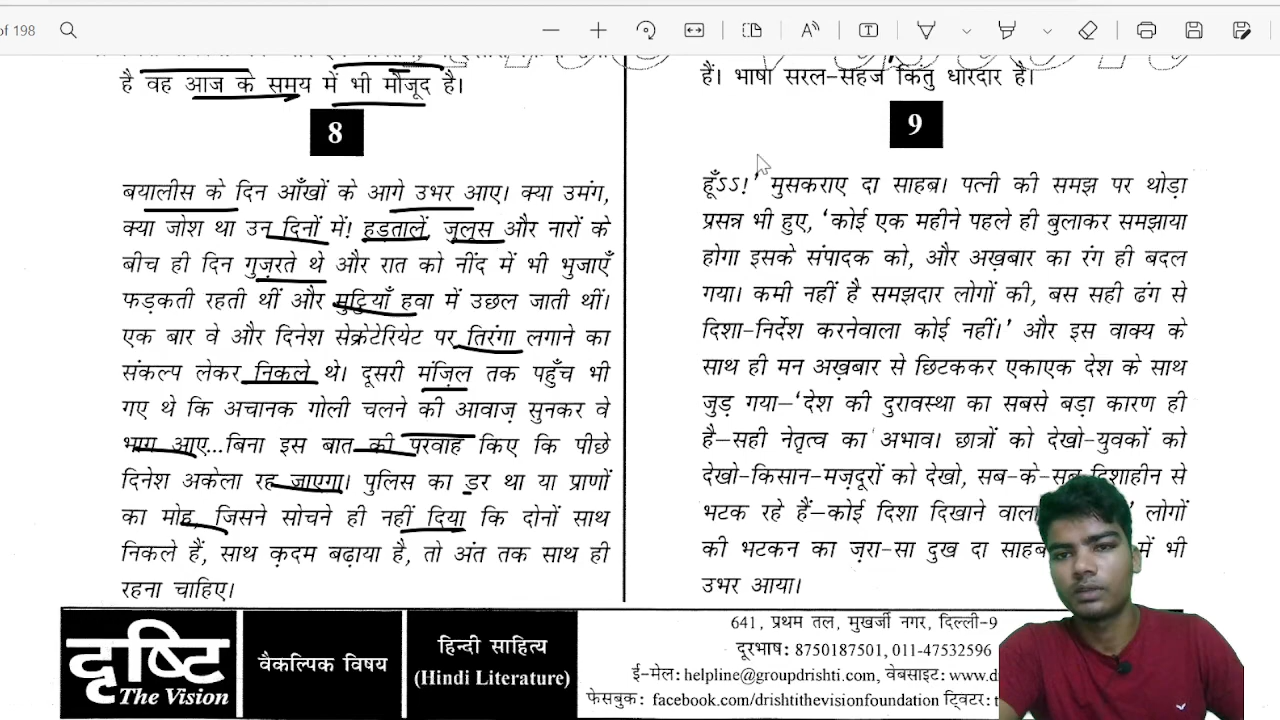 of 198
है वह आज के समय में भी मौजूद है।
8
बयालीस के दिन आँखों के आगे उभर आए। क्या उमंग,
क्या जोश था उन दिनों में! हड़तालें, जुलूस और नारों के
बीच ही दिन गुज़रते थे और रात को नींद में भी भुजाएँ
फड़कती रहती थीं और मुट्ठियाँ हवा में उछल जाती थीं।
एक बार वे और दिनेश सेक्रेटेरियेट पर तिरंगा लगाने का
संकल्प लेकर निकले थे। दूसरी मंज़िल तक पहुँच भी
गए थे कि अचानक गोली चलने की आवाज़ सुनकर वे
भाग आए...बिना इस बात की परवाह किए कि पीछे
दिनेश अकेला रह जाएगा। पुलिस का डर था या प्राणों
का मोह, जिसने सोचने ही नहीं दिया कि दोनों साथ
निकले हैं, साथ क़दम बढ़ाया है, तो अंत तक साथ ही
रहना चाहिए।
हैं। भाषा सरल-सहज किंतु धारदार है।
9
हूँऽऽ!' मुसकराए दा साहब। पत्नी की समझ पर थोड़ा
प्रसन्न भी हुए, 'कोई एक महीने पहले ही बुलाकर समझाया
होगा इसके संपादक को, और अख़बार का रंग ही बदल
गया। कमी नहीं है समझदार लोगों की, बस सही ढंग से
दिशा-निर्देश करनेवाला कोई नहीं।' और इस वाक्य के
साथ ही मन अख़बार से छिटककर एकाएक देश के साथ
जुड़ गया–'देश की दुरावस्था का सबसे बड़ा कारण ही
है–सही नेतृत्व का अभाव। छात्रों को देखो-युवकों को
देखो-किसान-मज़दूरों को देखो, सब-के-सब दिशाहीन से
भटक रहे हैं–कोई दिशा दिखाने वाला ' लोगों
की भटकन का ज़रा-सा दुख दा साहब में भी
उभर आया।
दृष्टि
The Vision
वैकल्पिक विषय
हिन्दी साहित्य
(Hindi Literature)
641, प्रथम तल, मुखर्जी नगर, दिल्ली-9
दूरभाष: 8750187501, 011-47532596
ई-मेल: helpline@groupdrishti.com, वेबसाइट: www.d
फेसबुक: facebook.com/drishtithevisionfoundation ट्विटर: t